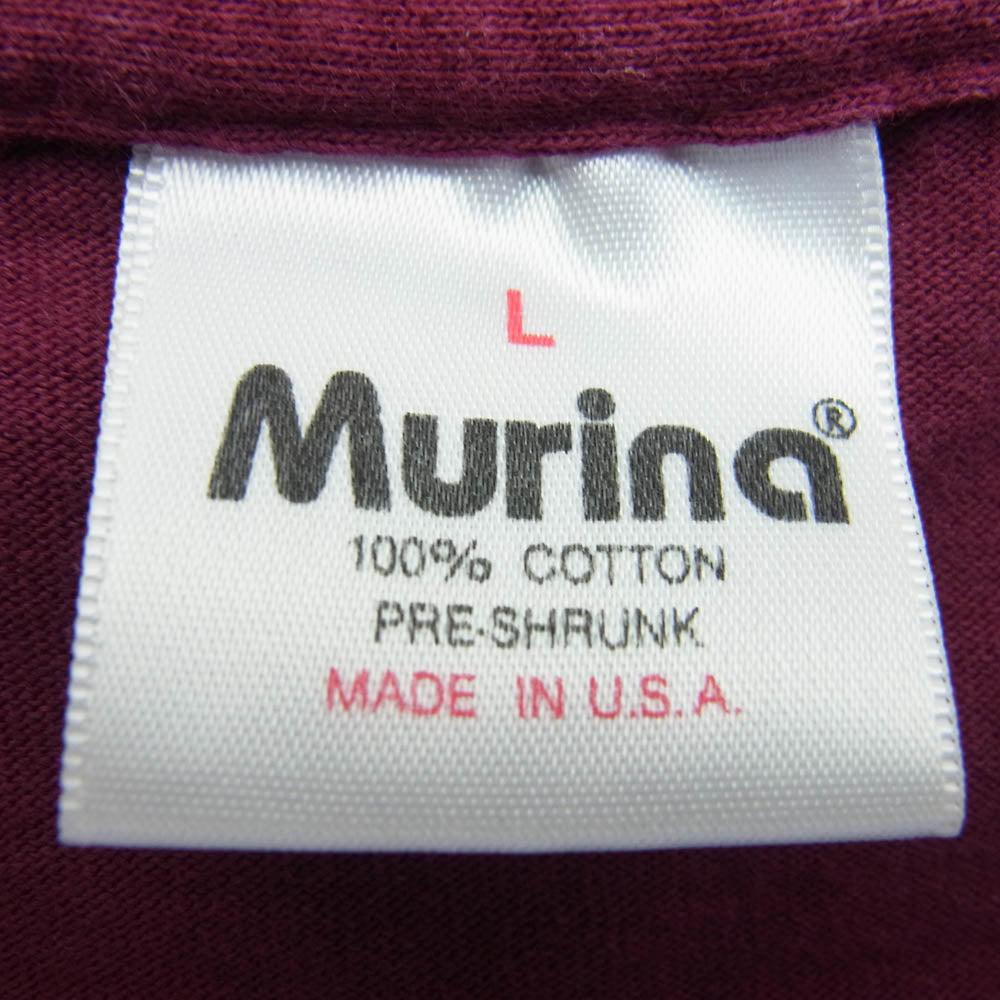 L
Murina®
100% COTTON
PRE-SHRUNK
MADE IN U.S.A.